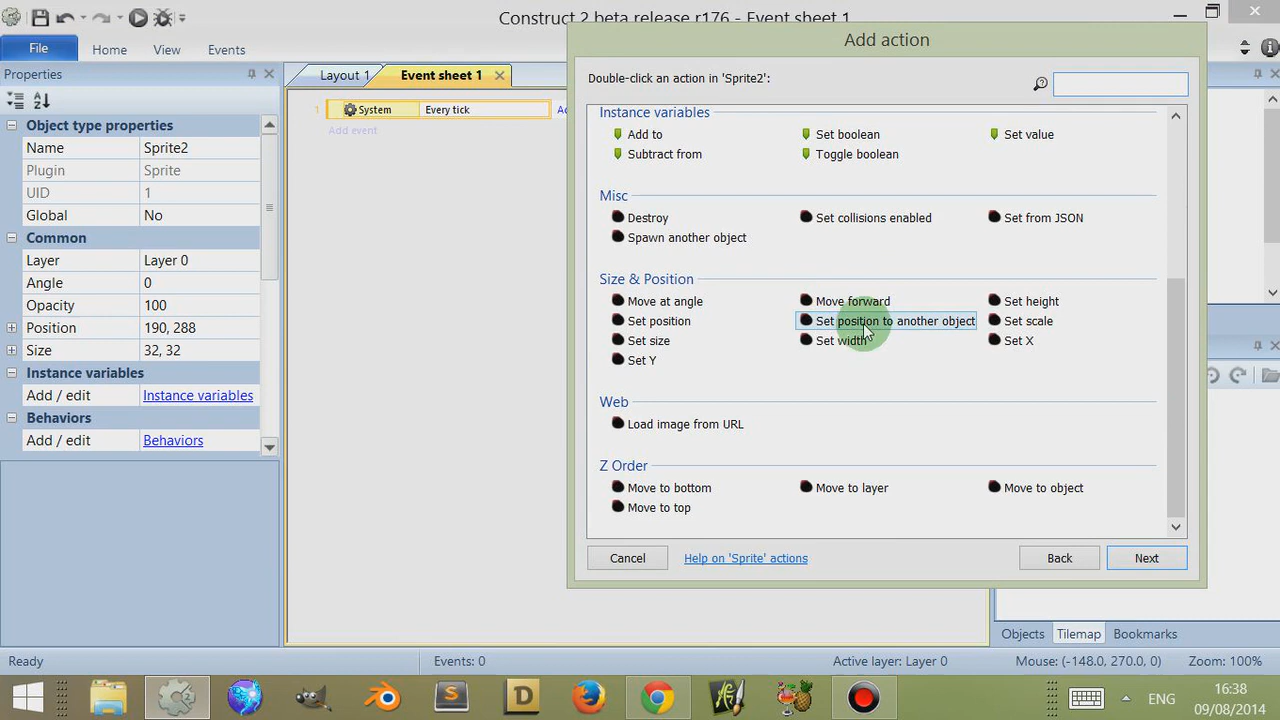 Construct 2 beta release r176 - Event sheet 1
File
Home
View
Events
Properties
Object type properties
Name
Sprite2
Plugin
Sprite
UID
1
Global
No
Common
Layer
Layer 0
Angle
0
Opacity
100
Position
190, 288
Size
32, 32
Instance variables
Add / edit
Instance variables
Behaviors
Add / edit
Behaviors
Layout 1
Event sheet 1
1
System
Every tick
Ad
Add event
Add action
Double-click an action in 'Sprite2':
Instance variables
Add to
Set boolean
Set value
Subtract from
Toggle boolean
Misc
Destroy
Set collisions enabled
Set from JSON
Spawn another object
Size & Position
Move at angle
Move forward
Set height
Set position
Set position to another object
Set scale
Set size
Set width
Set X
Set Y
Web
Load image from URL
Z Order
Move to bottom
Move to layer
Move to object
Move to top
Cancel
Help on 'Sprite' actions
Back
Next
Objects
Tilemap
Bookmarks
Ready
Events: 0
Active layer: Layer 0
Mouse: (-148.0, 270.0, 0)
Zoom: 100%
S
D
ENG
16:38
09/08/2014